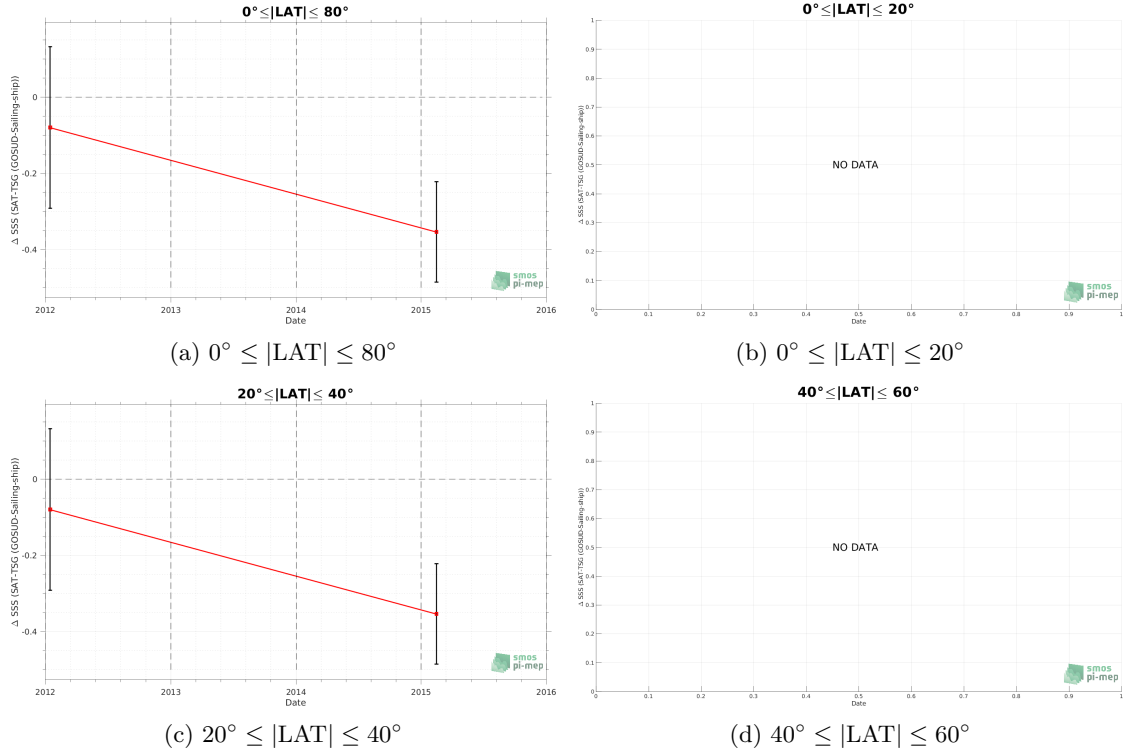 0°≤|LAT|≤ 80°
Δ SSS (SAT-TSG (GOSUD-Sailing-ship))
0
-0.2
-0.4
2012 2013 2014 2015 2016
Date
smos
pi-mep
(a) 0° ≤ |LAT| ≤ 80°
0°≤|LAT|≤ 20°
Δ SSS (SAT-TSG (GOSUD-Sailing-ship))
1
0.9
0.8
0.7
0.6
0.5
0.4
0.3
0.2
0.1
0
NO DATA
0 0.1 0.2 0.3 0.4 0.5 0.6 0.7 0.8 0.9 1
Date
smos
pi-mep
(b) 0° ≤ |LAT| ≤ 20°
20°≤|LAT|≤ 40°
Δ SSS (SAT-TSG (GOSUD-Sailing-ship))
0
-0.2
-0.4
2012 2013 2014 2015 2016
Date
smos
pi-mep
(c) 20° ≤ |LAT| ≤ 40°
40°≤|LAT|≤ 60°
Δ SSS (SAT-TSG (GOSUD-Sailing-ship))
1
0.9
0.8
0.7
0.6
0.5
0.4
0.3
0.2
0.1
0
NO DATA
0 0.1 0.2 0.3 0.4 0.5 0.6 0.7 0.8 0.9 1
Date
smos
pi-mep
(d) 40° ≤ |LAT| ≤ 60°